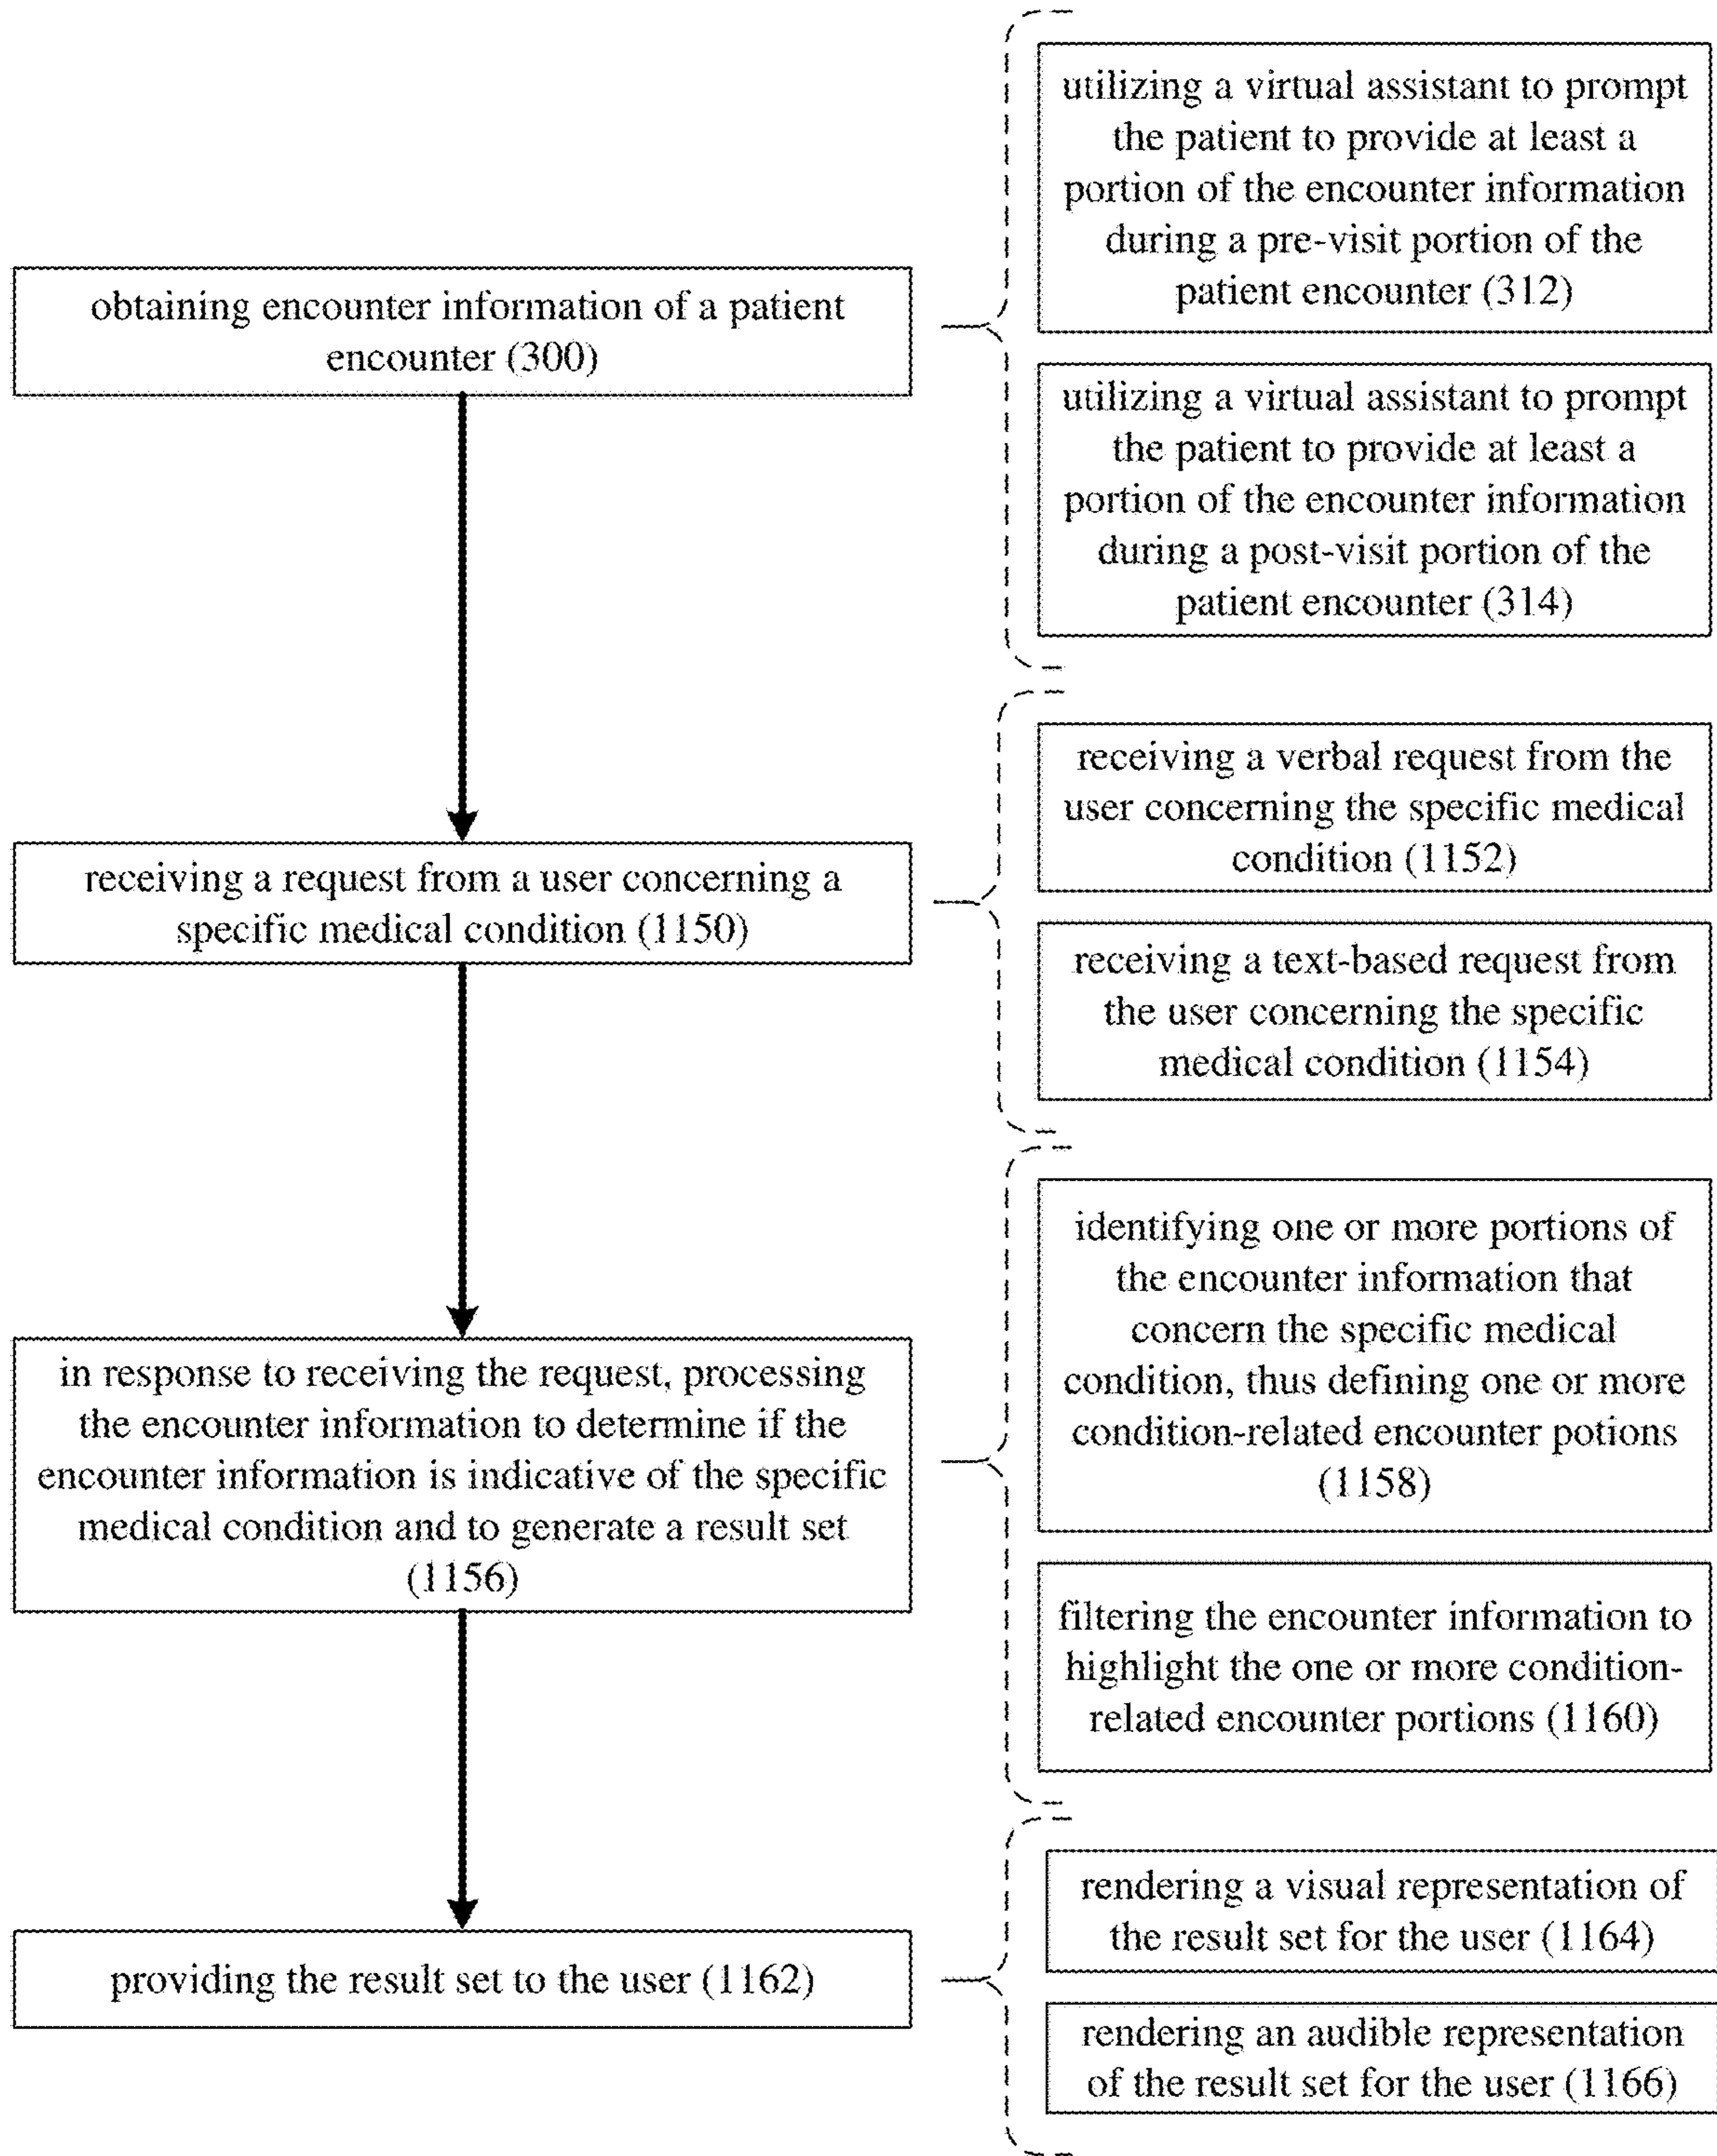 obtaining encounter information of a patient
encounter (300)
utilizing a virtual assistant to prompt
the patient to provide at least a
portion of the encounter information
during a pre-visit portion of the
patient encounter (312)
utilizing a virtual assistant to prompt
the patient to provide at least a
portion of the encounter information
during a post-visit portion of the
patient encounter (314)
receiving a request from a user concerning a
specific medical condition (1150)
receiving a verbal request from the
user concerning the specific medical
condition (1152)
receiving a text-based request from
the user concerning the specific
medical condition (1154)
in response to receiving the request, processing
the encounter information to determine if the
encounter information is indicative of the specific
medical condition and to generate a result set
(1156)
identifying one or more portions of
the encounter information that
concern the specific medical
condition, thus defining one or more
condition-related encounter potions
(1158)
filtering the encounter information to
highlight the one or more condition-
related encounter portions (1160)
providing the result set to the user (1162)
rendering a visual representation of
the result set for the user (1164)
rendering an audible representation
of the result set for the user (1166)